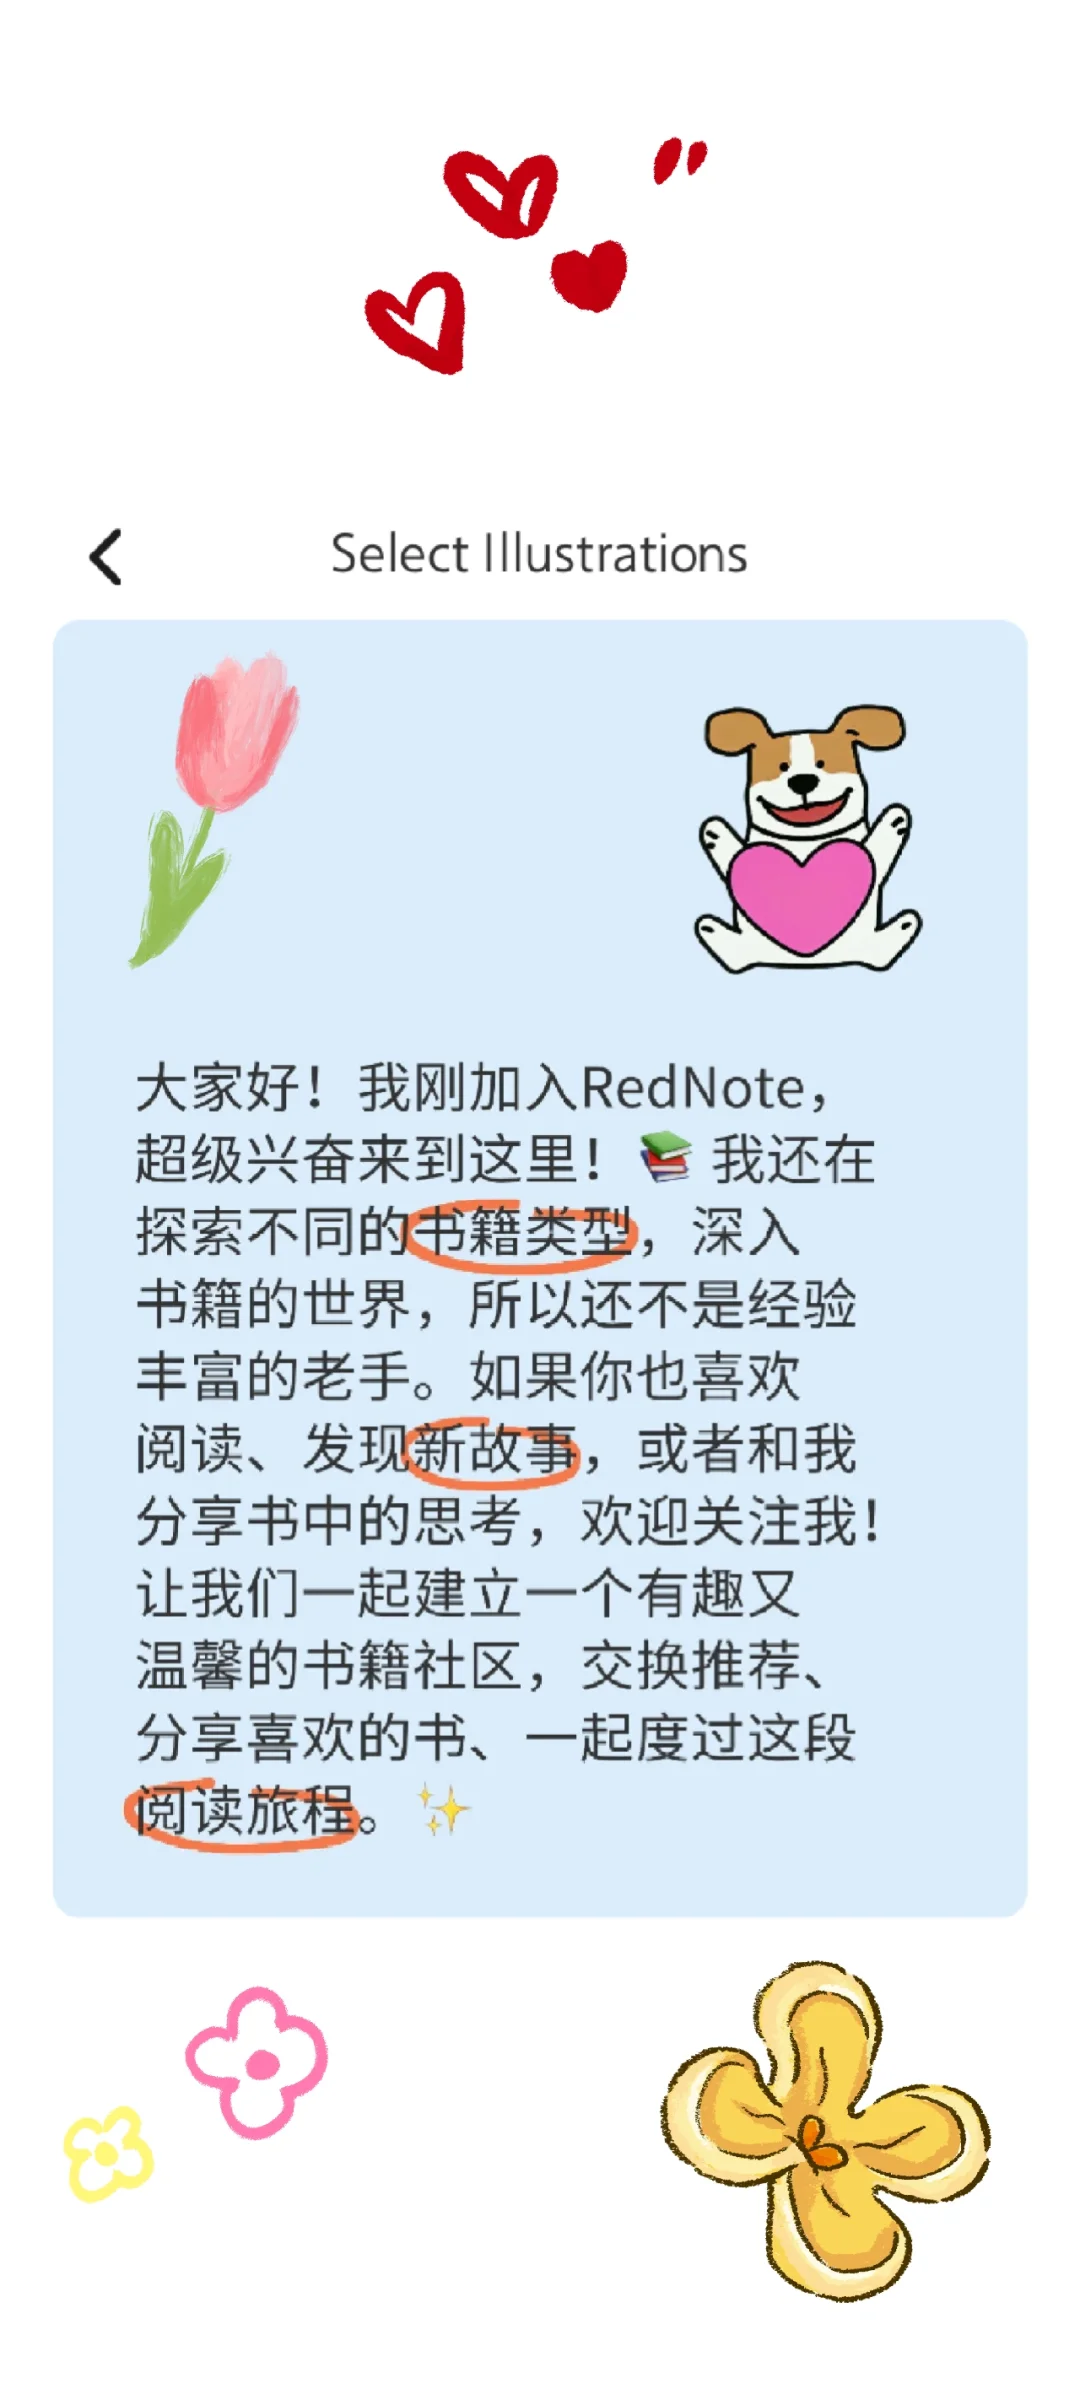 Select Illustrations
大家好！我刚加入RedNote，
超级兴奋来到这里！📚 我还在
探索不同的书籍类型，深入
书籍的世界，所以还不是经验
丰富的老手。如果你也喜欢
阅读、发现新故事，或者和我
分享书中的思考，欢迎关注我！
让我们一起建立一个有趣又
温馨的书籍社区，交换推荐、
分享喜欢的书、一起度过这段
阅读旅程。 ✨